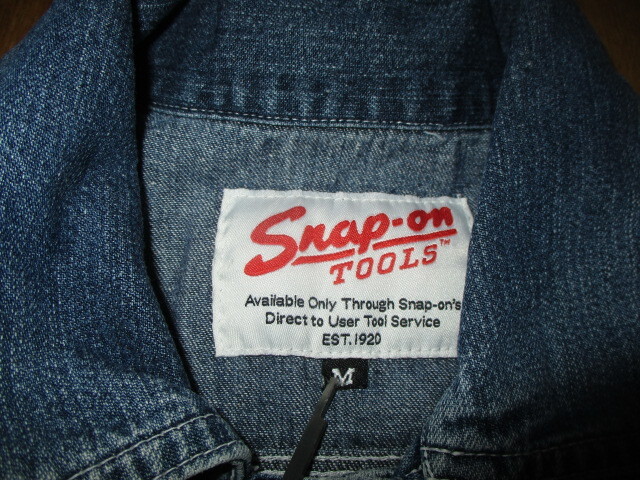 Snap-on
TOOLS™
Available Only Through Snap-on's
Direct to User Tool Service
EST.1920
M